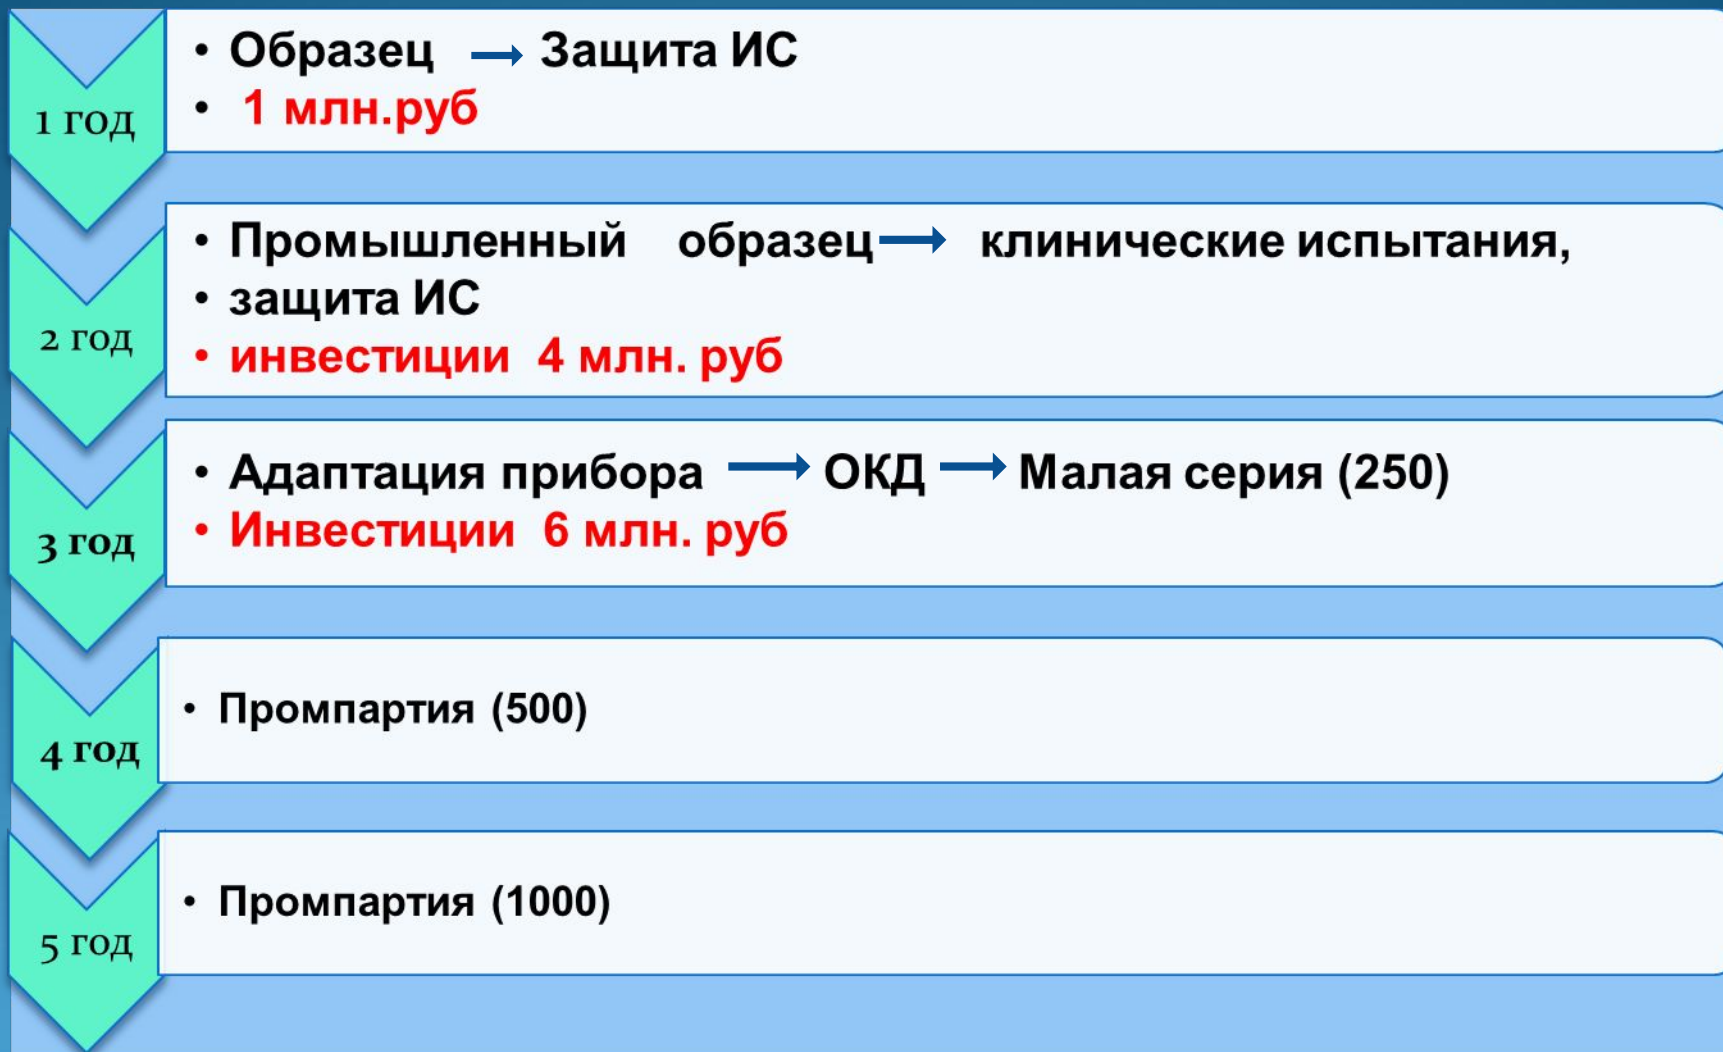 1 год
• Образец → Защита ИС
• 1 млн.руб
2 год
• Промышленный образец → клинические испытания,
• защита ИС
• инвестиции 4 млн. руб
3 год
• Адаптация прибора → ОКД → Малая серия (250)
• Инвестиции 6 млн. руб
4 год
• Промпартия (500)
5 год
• Промпартия (1000)